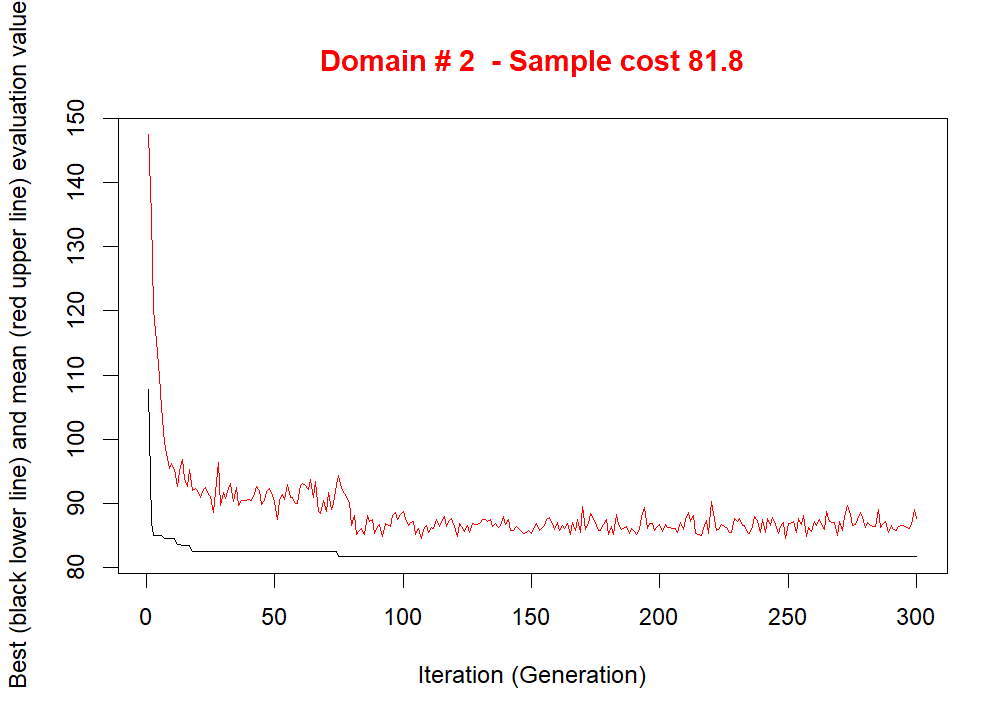 Domain # 2 - Sample cost 81.8
Best (black lower line) and mean (red upper line) evaluation value
150
140
130
120
110
100
90
80
0 50 100 150 200 250 300
Iteration (Generation)